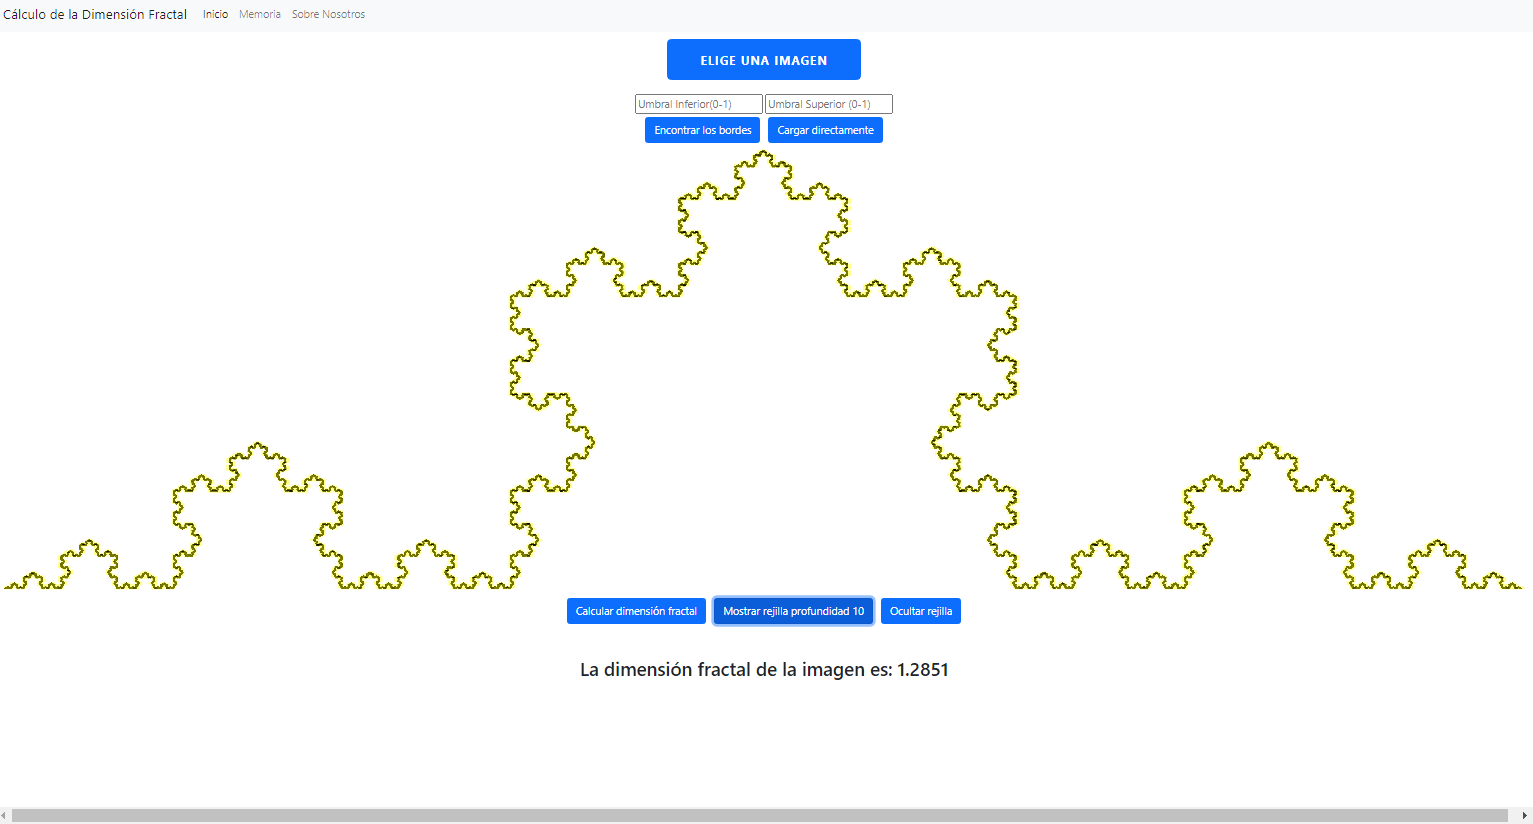 Cálculo de la Dimensión Fractal Inicio Memoria Sobre Nosotros
ELIGE UNA IMAGEN
Umbral Inferior(0-1) Umbral Superior (0-1)
Encontrar los bordes Cargar directamente
Calcular dimensión fractal Mostrar rejilla profundidad 10 Ocultar rejilla
La dimensión fractal de la imagen es: 1.2851